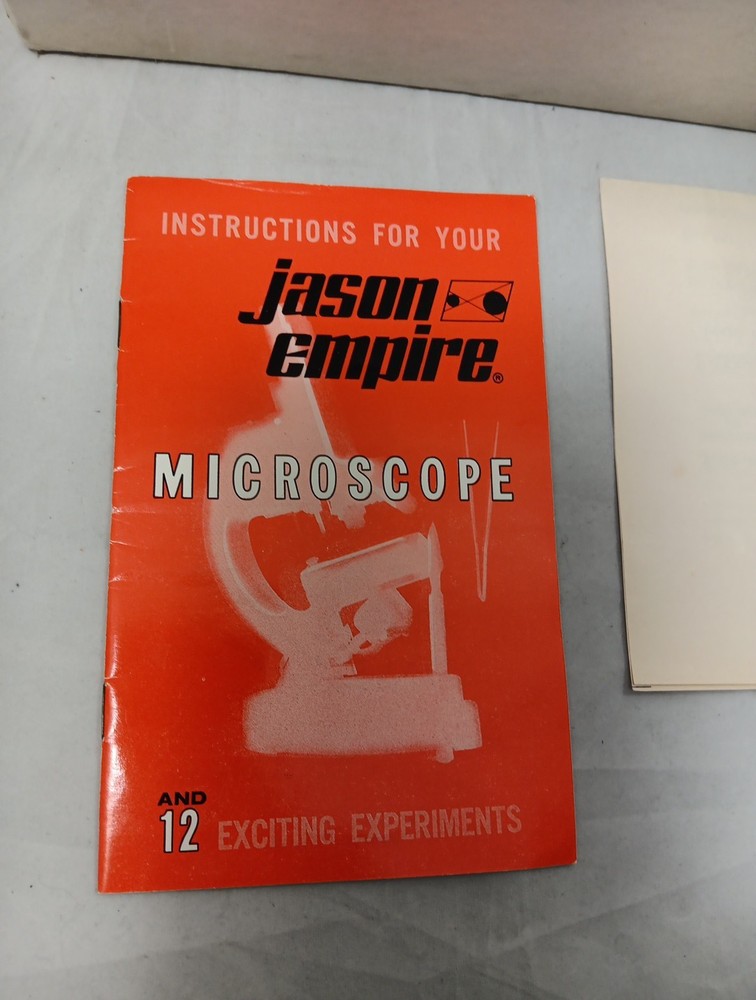 INSTRUCTIONS FOR YOUR
jason
empire®
MICROSCOPE
AND
12 EXCITING EXPERIMENTS